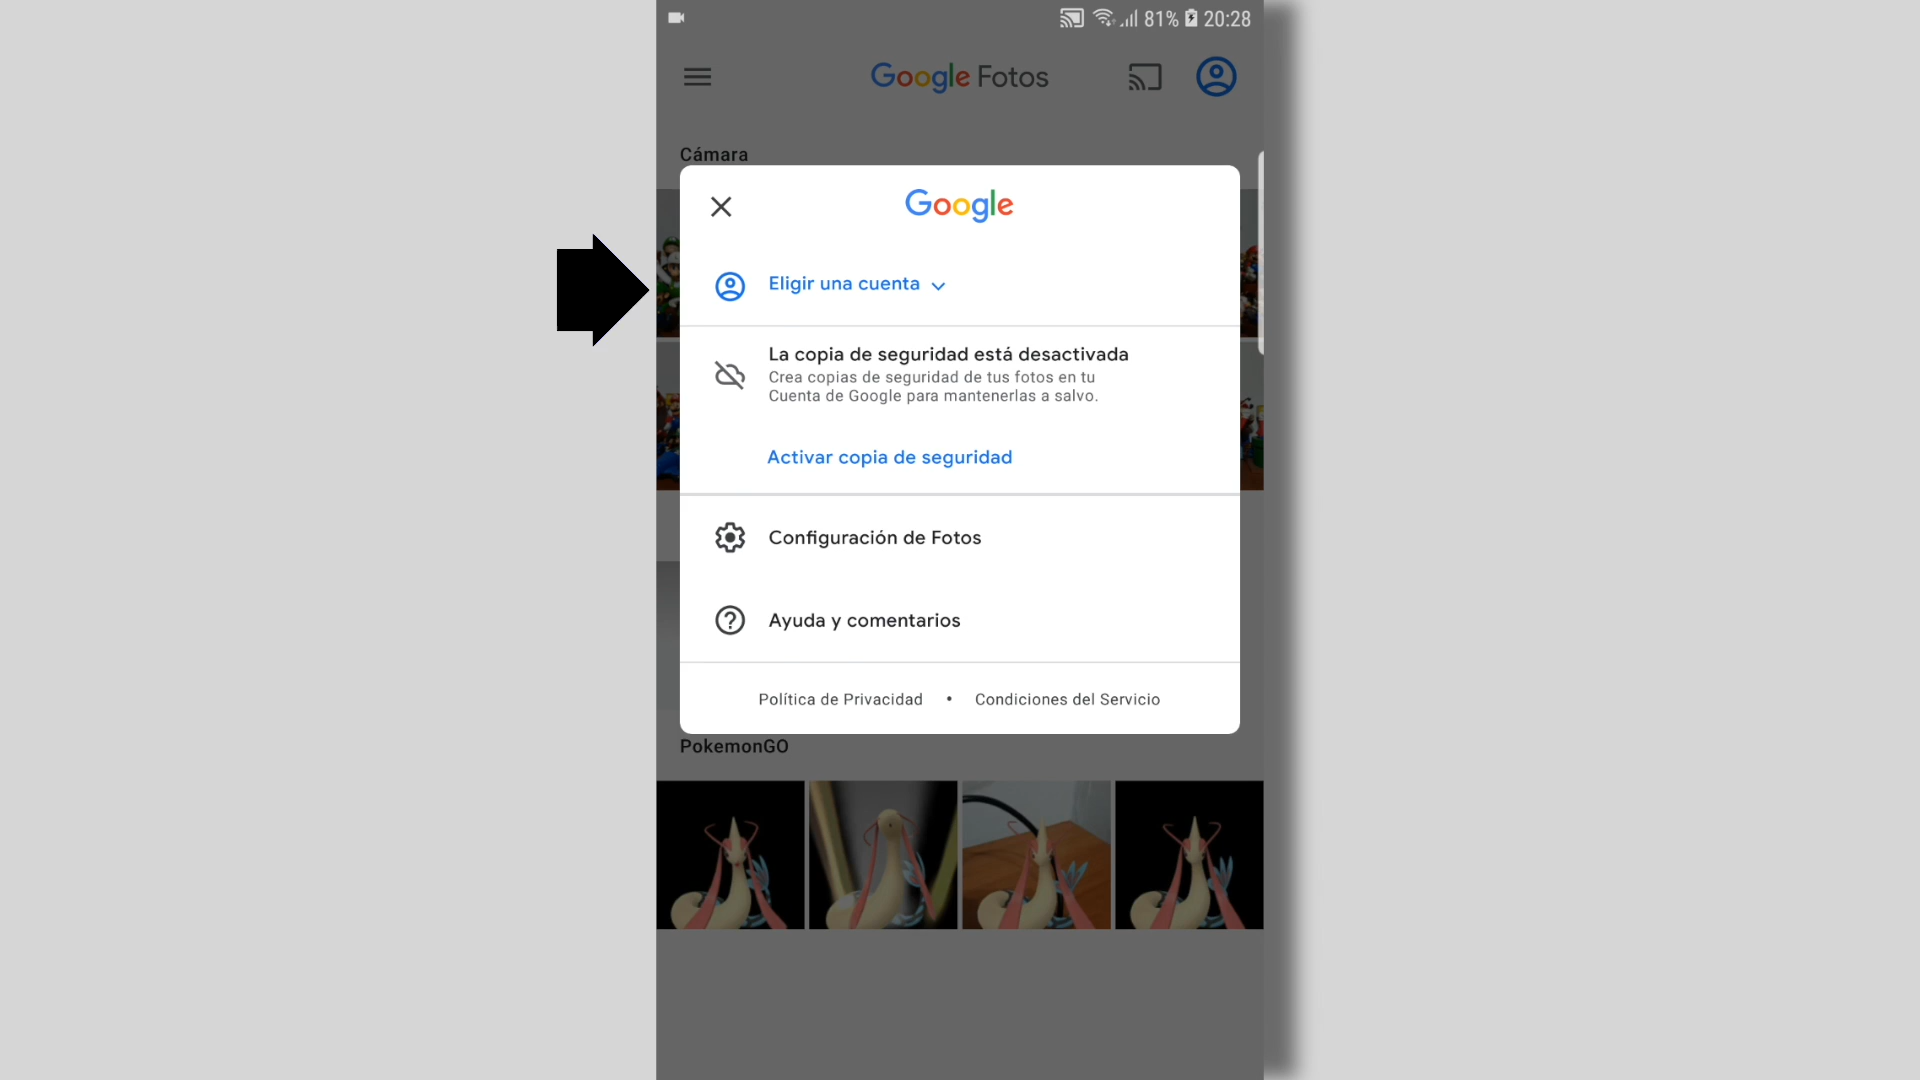 81% 20:28
Google Fotos
Cámara
Google
Eligir una cuenta
La copia de seguridad está desactivada
Crea copias de seguridad de tus fotos en tu
Cuenta de Google para mantenerlas a salvo.
Activar copia de seguridad
Configuración de Fotos
Ayuda y comentarios
Política de Privacidad • Condiciones del Servicio
PokemonGO